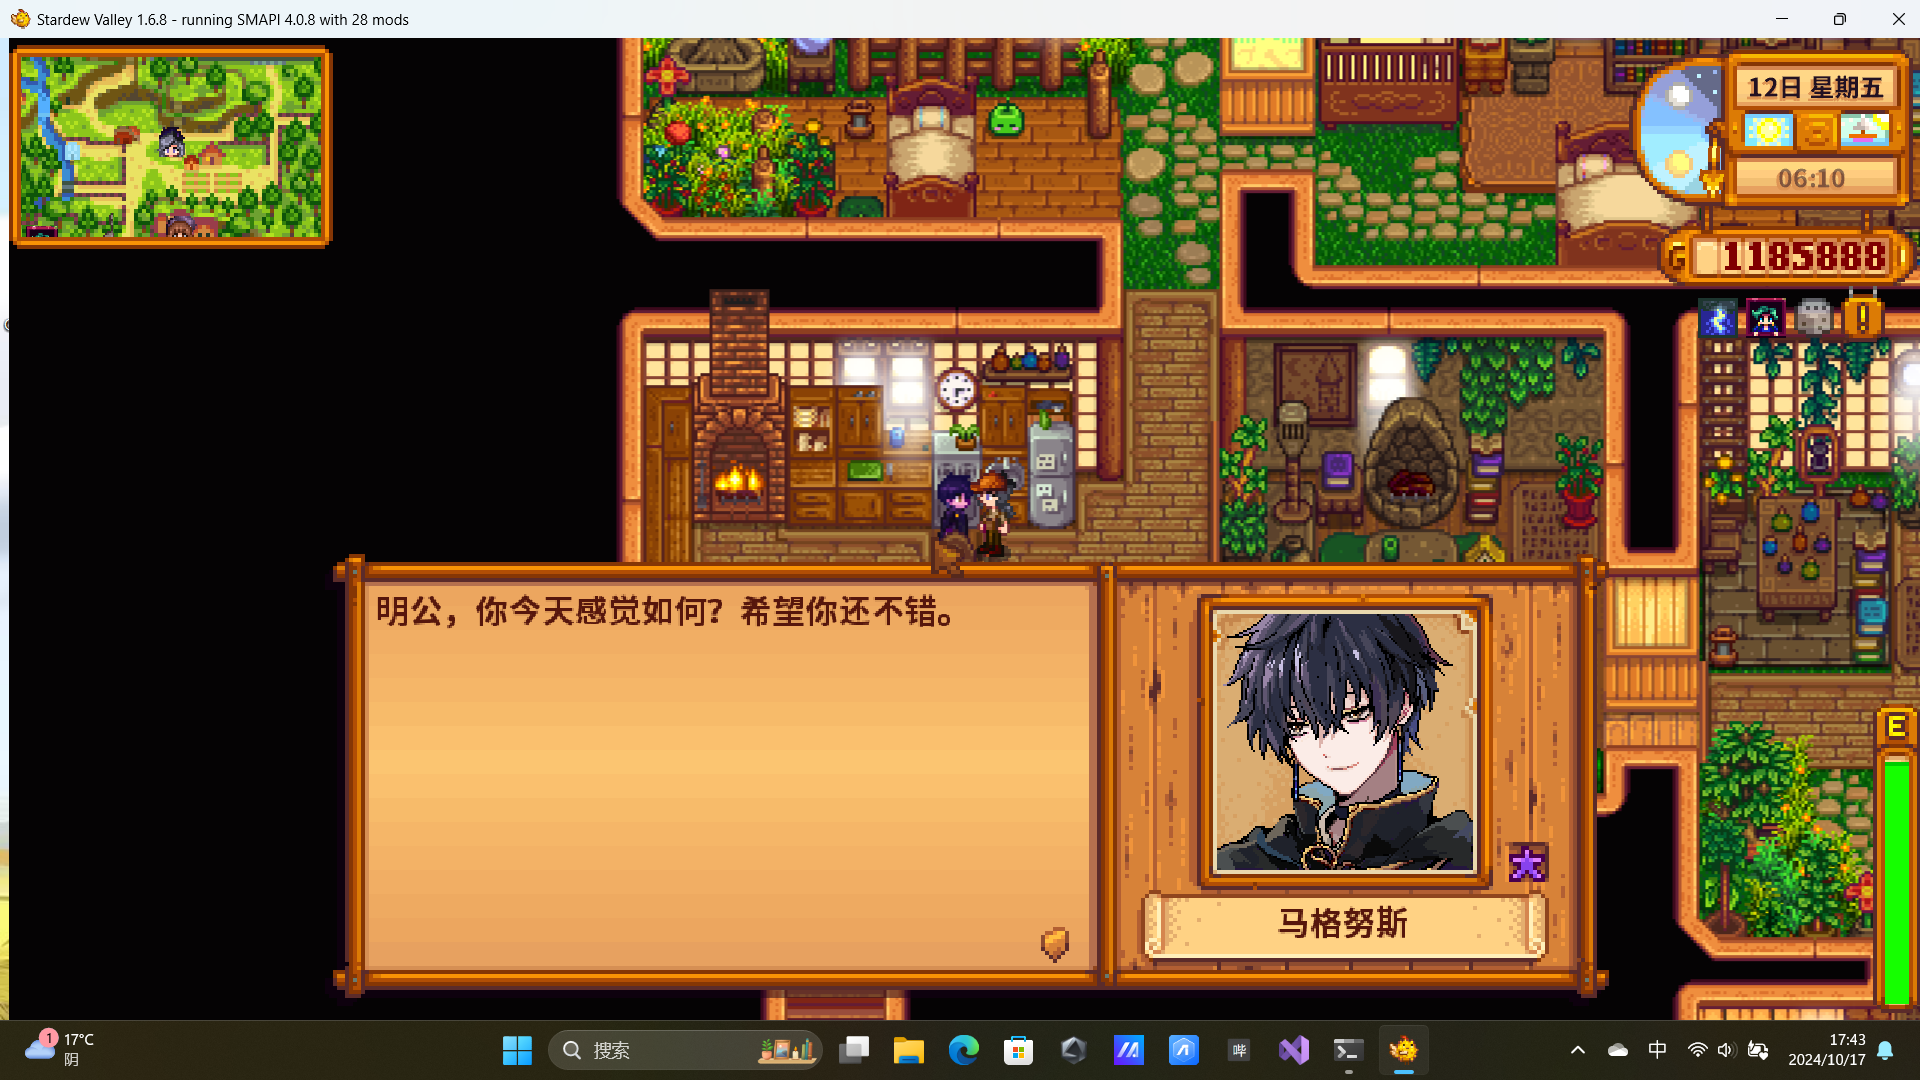 Stardew Valley 1.6.8 - running SMAPI 4.0.8 with 28 mods
12日 星期五
06:10
G 1185888
!
明公，你今天感觉如何？希望你还不错。
马格努斯
E
1
17°C
阴
搜索
哔
中
17:43
2024/10/17